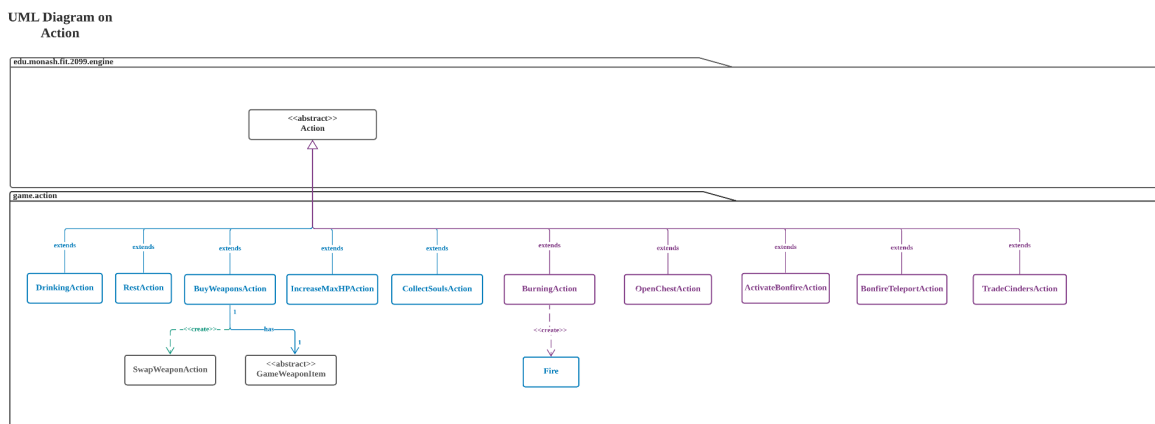 UML Diagram on
Action
edu.monash.fit.2099.engine
<<abstract>>
Action
game.action
extends
extends
extends
extends
extends
extends
extends
extends
extends
extends
DrinkingAction
RestAction
BuyWeaponsAction
IncreaseMaxHPAction
CollectSoulsAction
BurningAction
OpenChestAction
ActivateBonfireAction
BonfireTeleportAction
TradeCindersAction
1
<<create>>
has
1
<<create>>
SwapWeaponAction
<<abstract>>
GameWeaponItem
Fire